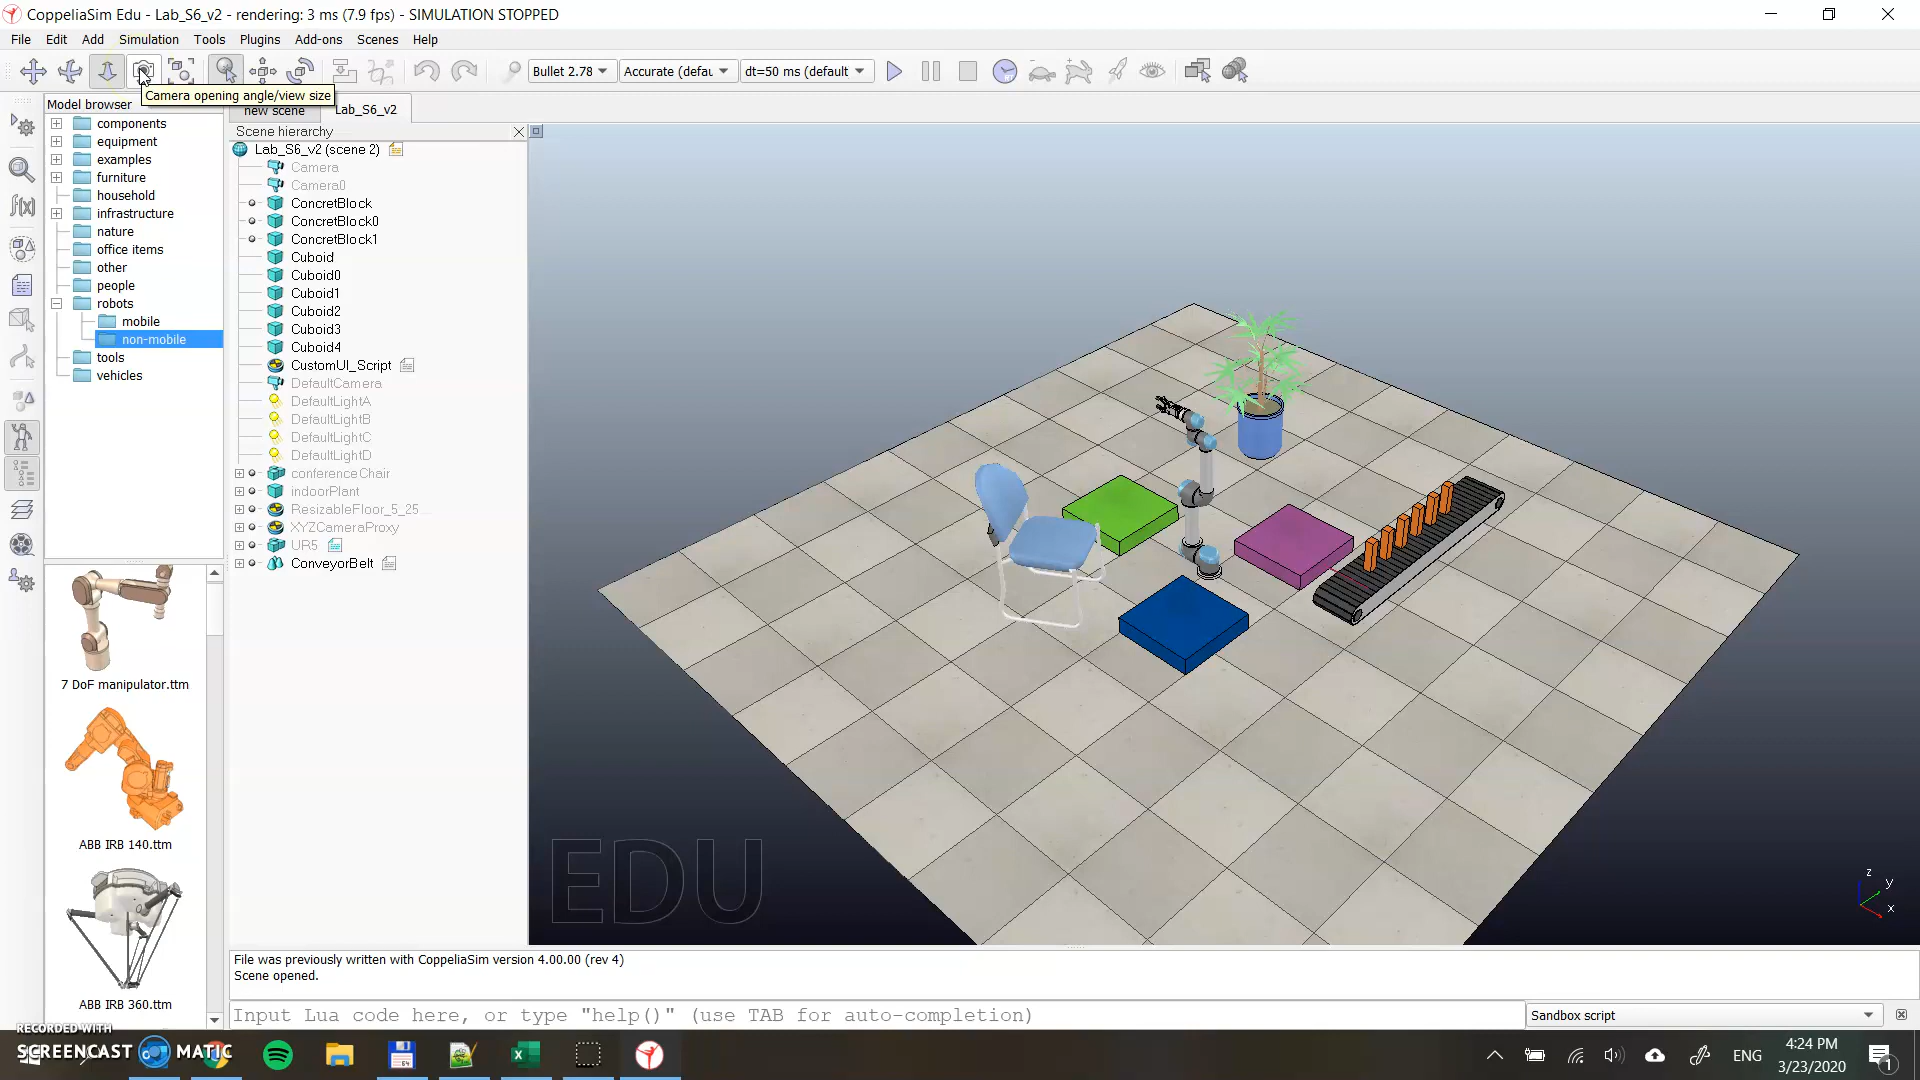 CoppeliaSim Edu - Lab_S6_v2 - rendering: 3 ms (7.9 fps) - SIMULATION STOPPED
File Edit Add Simulation Tools Plugins Add-ons Scenes Help
Bullet 2.78 Accurate (defau dt=50 ms (default
Camera opening angle/view size
Model browser
components
equipment
examples
furniture
household
infrastructure
nature
office items
other
people
robots
mobile
non-mobile
tools
vehicles
7 DoF manipulator.ttm
ABB IRB 140.ttm
ABB IRB 360.ttm
new scene Lab_S6_v2
Scene hierarchy
Lab_S6_v2 (scene 2)
Camera
Camera0
ConcretBlock
ConcretBlock0
ConcretBlock1
Cuboid
Cuboid0
Cuboid1
Cuboid2
Cuboid3
Cuboid4
CustomUI_Script
DefaultCamera
DefaultLightA
DefaultLightB
DefaultLightC
DefaultLightD
conferenceChair
indoorPlant
ResizableFloor_5_25
XYZCameraProxy
UR5
ConveyorBelt
EDU
z
y
x
File was previously written with CoppeliaSim version 4.00.00 (rev 4)
Scene opened.
Input Lua code here, or type "help()" (use TAB for auto-completion)
Sandbox script
RECORDED WITH
SCREENCAST MATIC
64
ENG
4:24 PM
3/23/2020
1